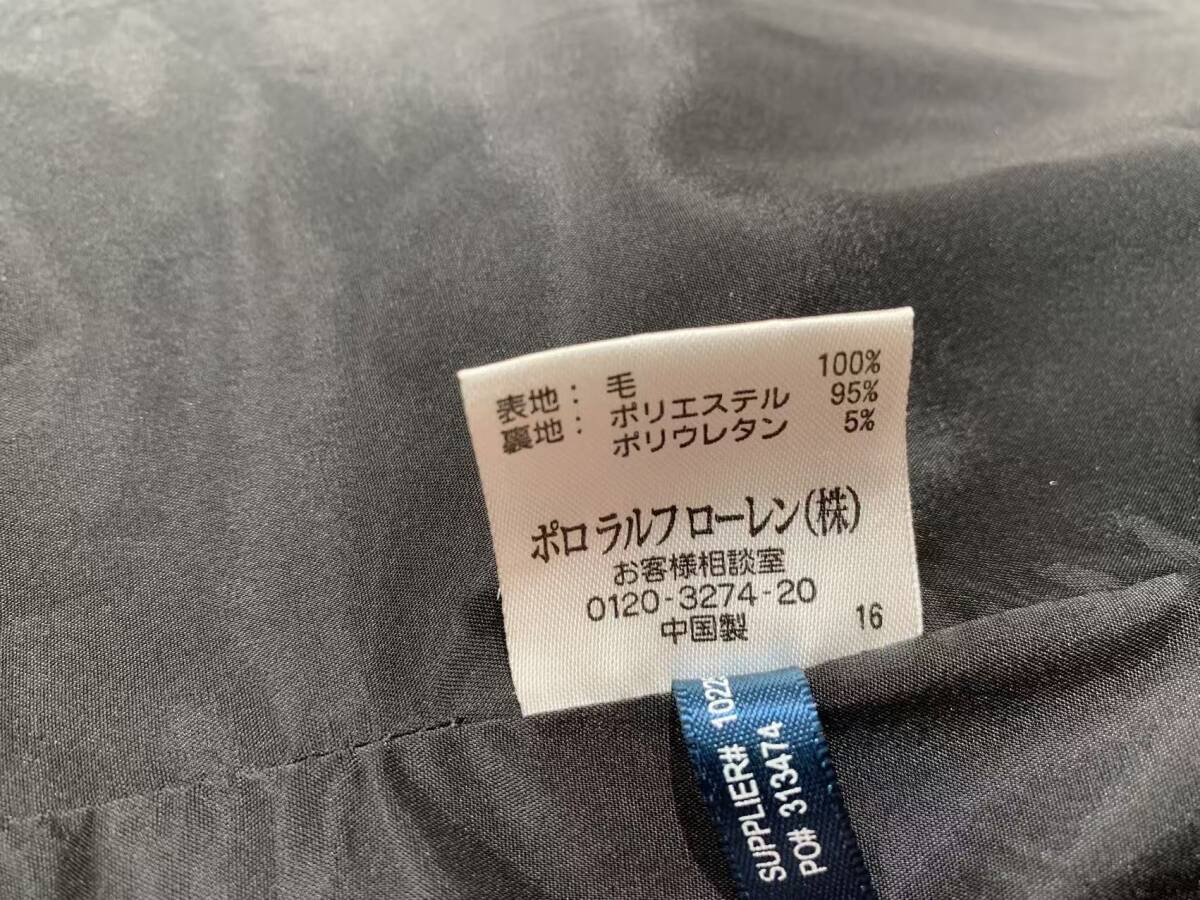 表地： 毛 100%
裏地： ポリエステル 95%
ポリウレタン 5%
ポロ ラルフ ローレン(株)
お客様相談室
0120-3274-20
中国製 16
SUPPLIER#
PO# 313474